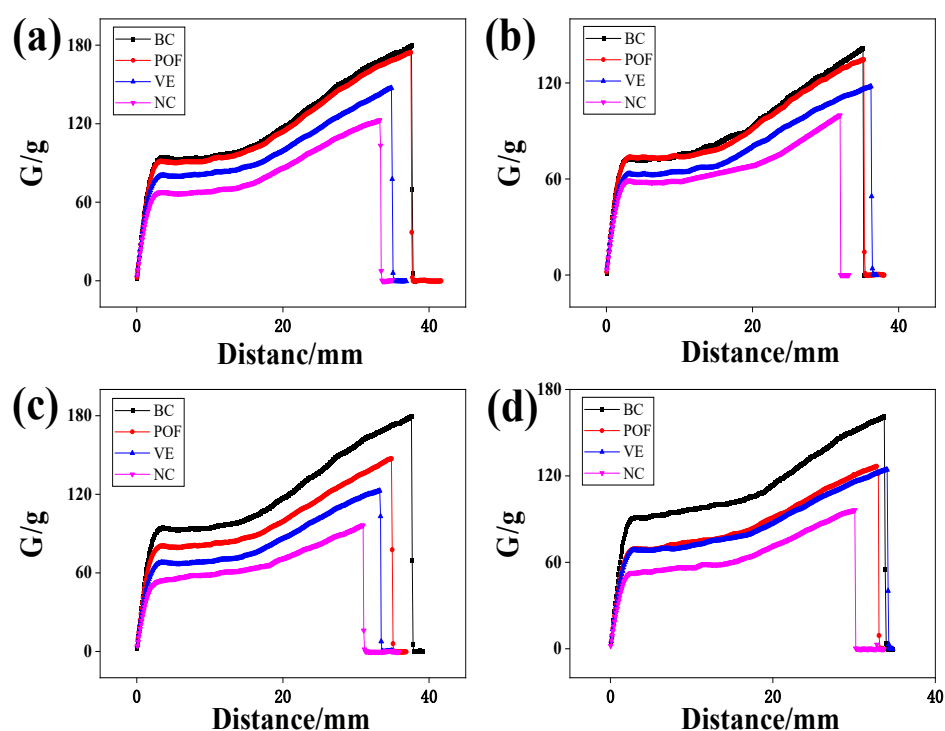 (a)
BC
POF
VE
NC
180
120
60
0
G/g
0 20 40
Distanc/mm
(b)
BC
POF
VE
NC
120
60
0
G/g
0 20 40
Distance/mm
(c)
BC
POF
VE
NC
180
120
60
0
G/g
0 20 40
Distance/mm
(d)
BC
POF
VE
NC
180
120
60
0
G/g
0 20 40
Distance/mm